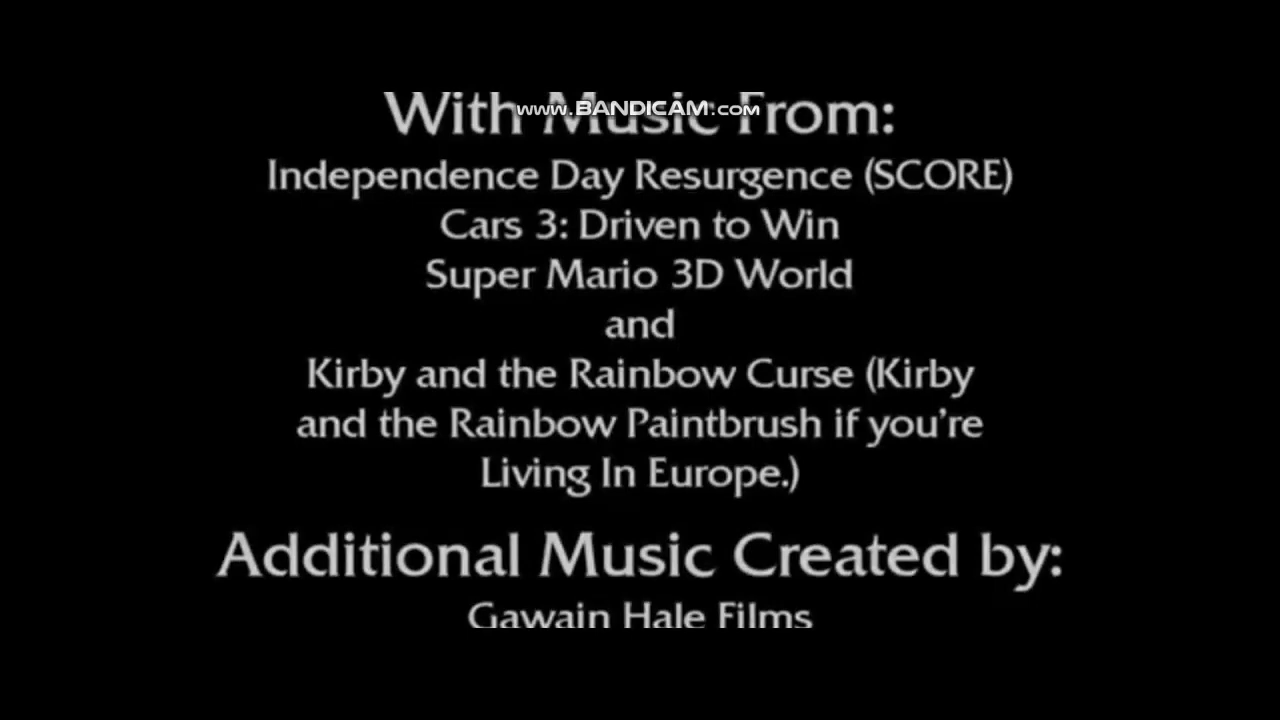 With Music From:
www.BANDICAM.com
Independence Day Resurgence (SCORE)
Cars 3: Driven to Win
Super Mario 3D World
and
Kirby and the Rainbow Curse (Kirby
and the Rainbow Paintbrush if you're
Living In Europe.)
Additional Music Created by:
Gawain Hale Films